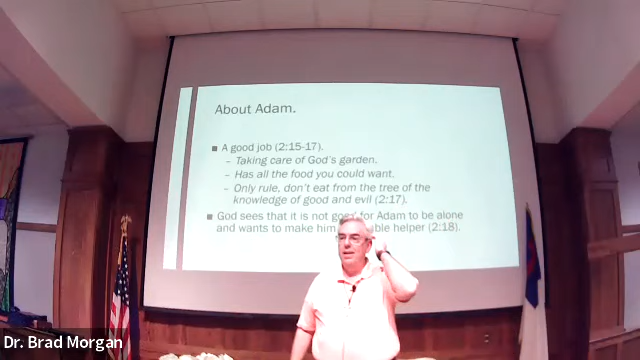 About Adam.
■ A good job (2:15-17).
– Taking care of God's garden.
– Has all the food you could want.
– Only rule, don't eat from the tree of the
knowledge of good and evil (2:17).
■ God sees that it is not for Adam to be alone
and wants to make him helper (2:18).
Dr. Brad Morgan